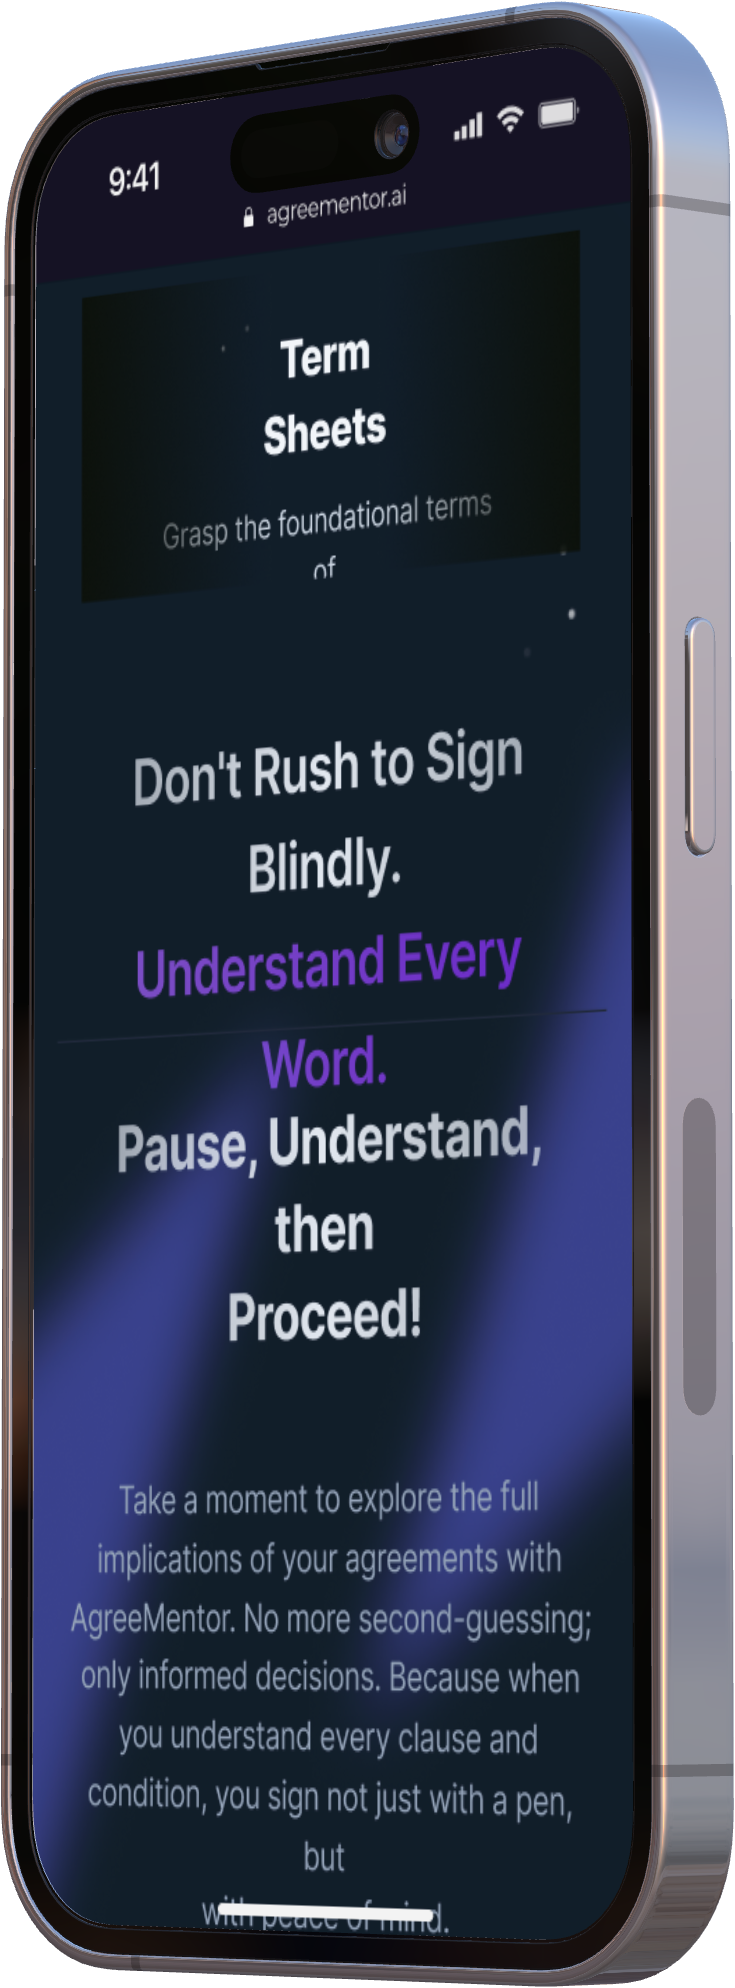 9:41
agreementor.ai
Term
Sheets
Grasp the foundational terms
of
Don't Rush to Sign
Blindly.
Understand Every
Word.
Pause, Understand,
then
Proceed!
Take a moment to explore the full
implications of your agreements with
AgreeMentor. No more second-guessing;
only informed decisions. Because when
you understand every clause and
condition, you sign not just with a pen,
but
with peace of mind.